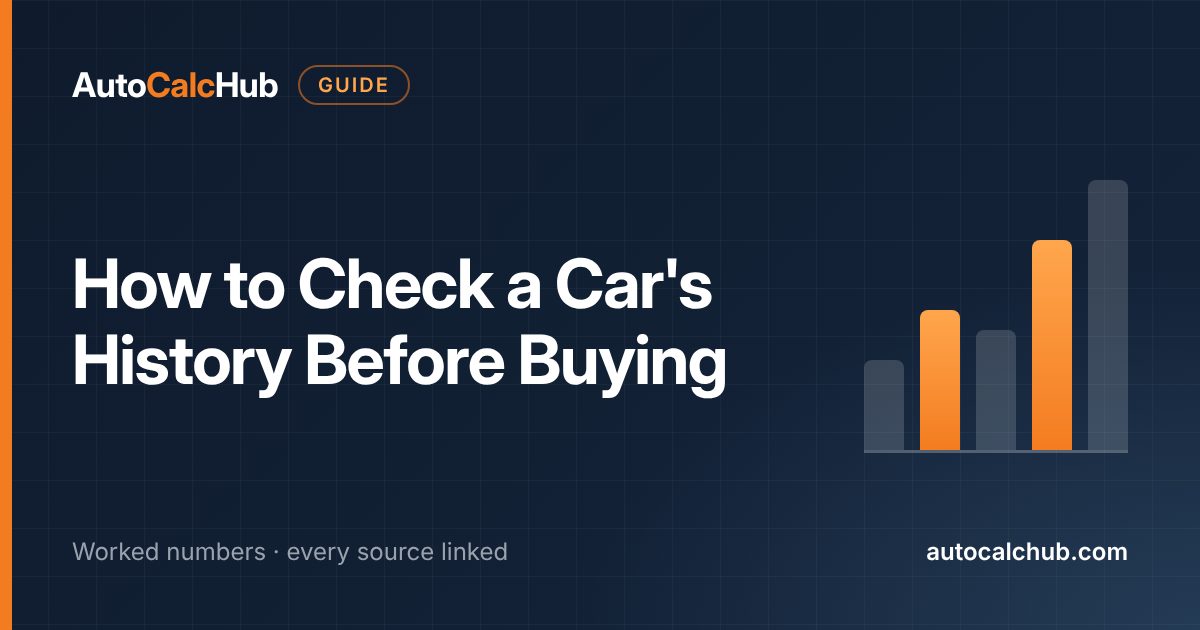 AutoCalcHub GUIDE
How to Check a Car's
History Before Buying
Worked numbers · every source linked
autocalchub.com